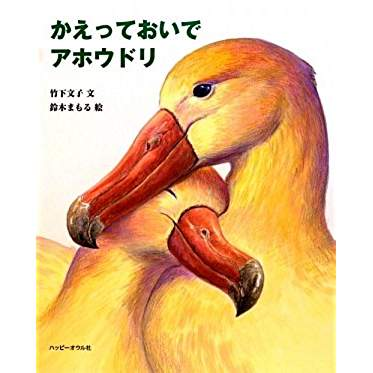 かえっておいで
アホウドリ
竹下文子 文
鈴木まもる 絵
ハッピーオウル社